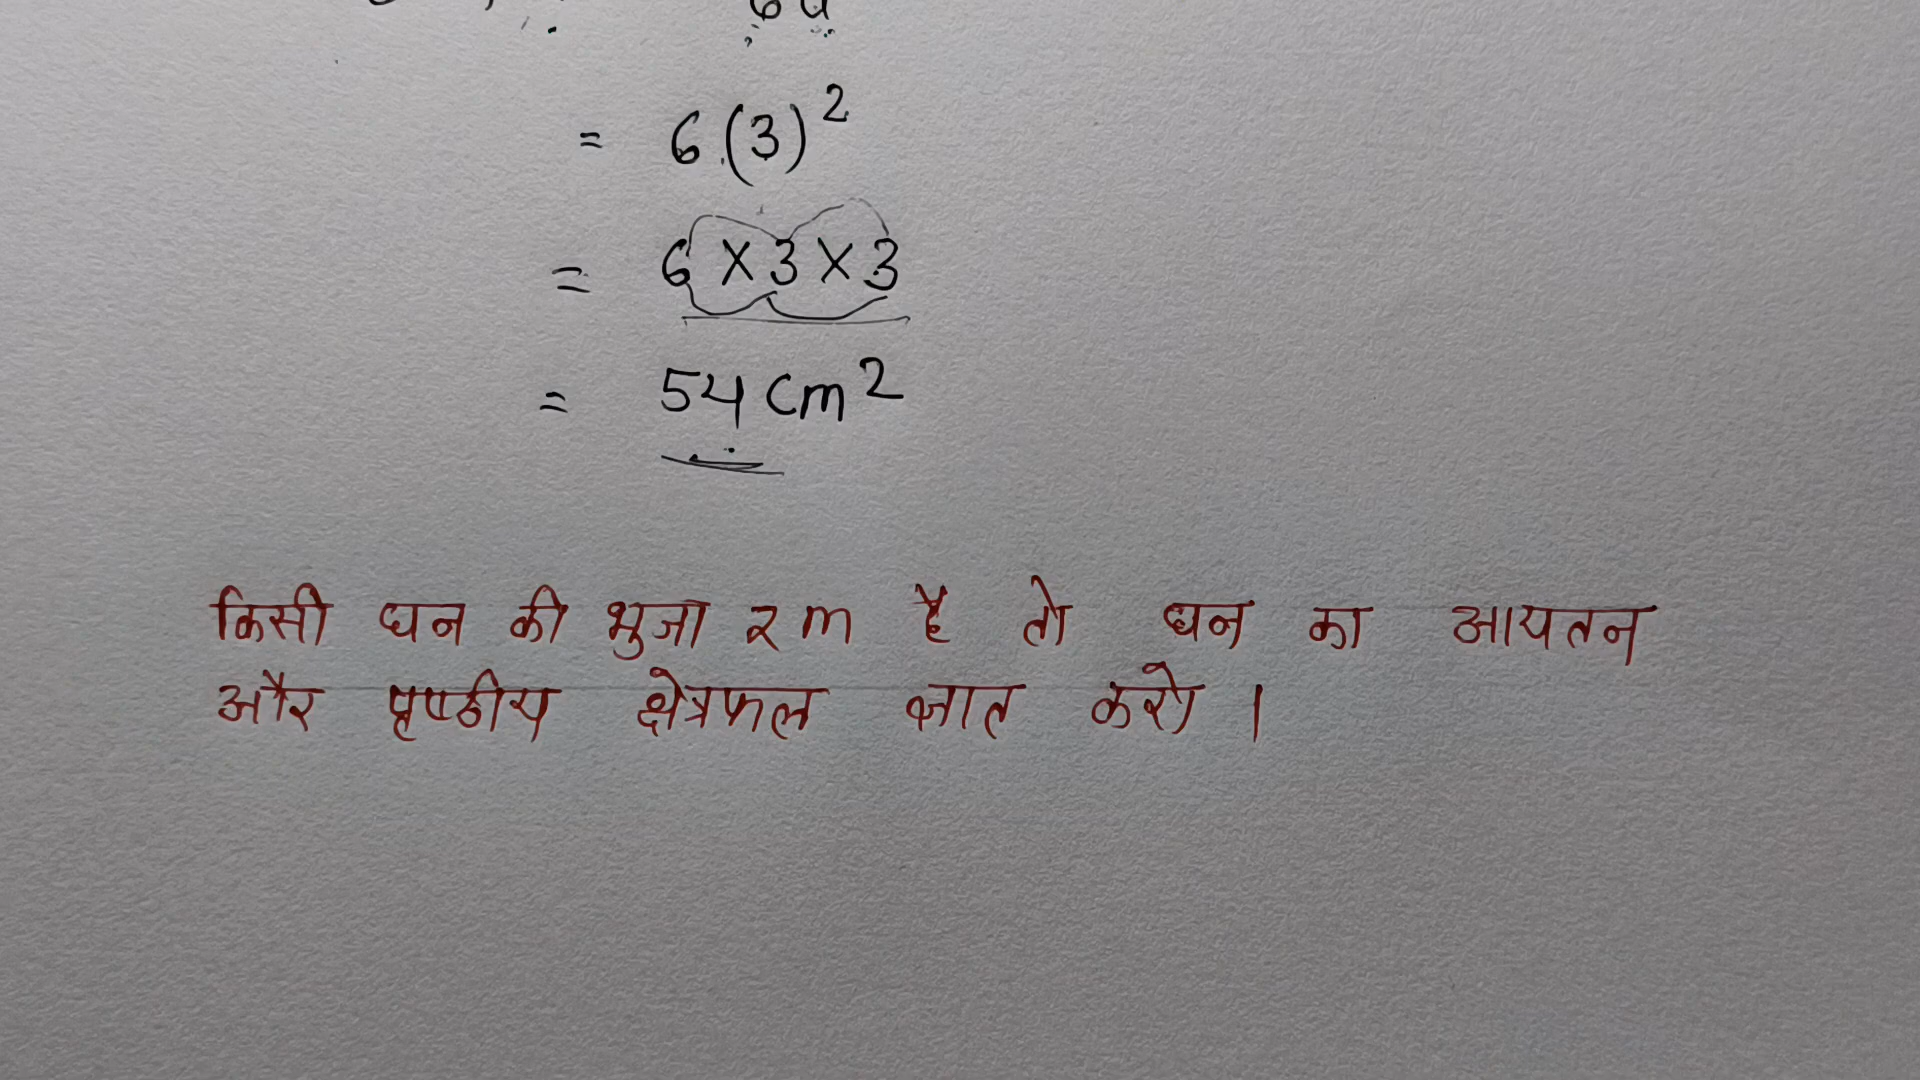 = 6(3)²
= 6 × 3 × 3
= 54 cm²
किसी घन की भुजा 2 m है तो घन का आयतन
और पृष्ठीय क्षेत्रफल ज्ञात करो ।